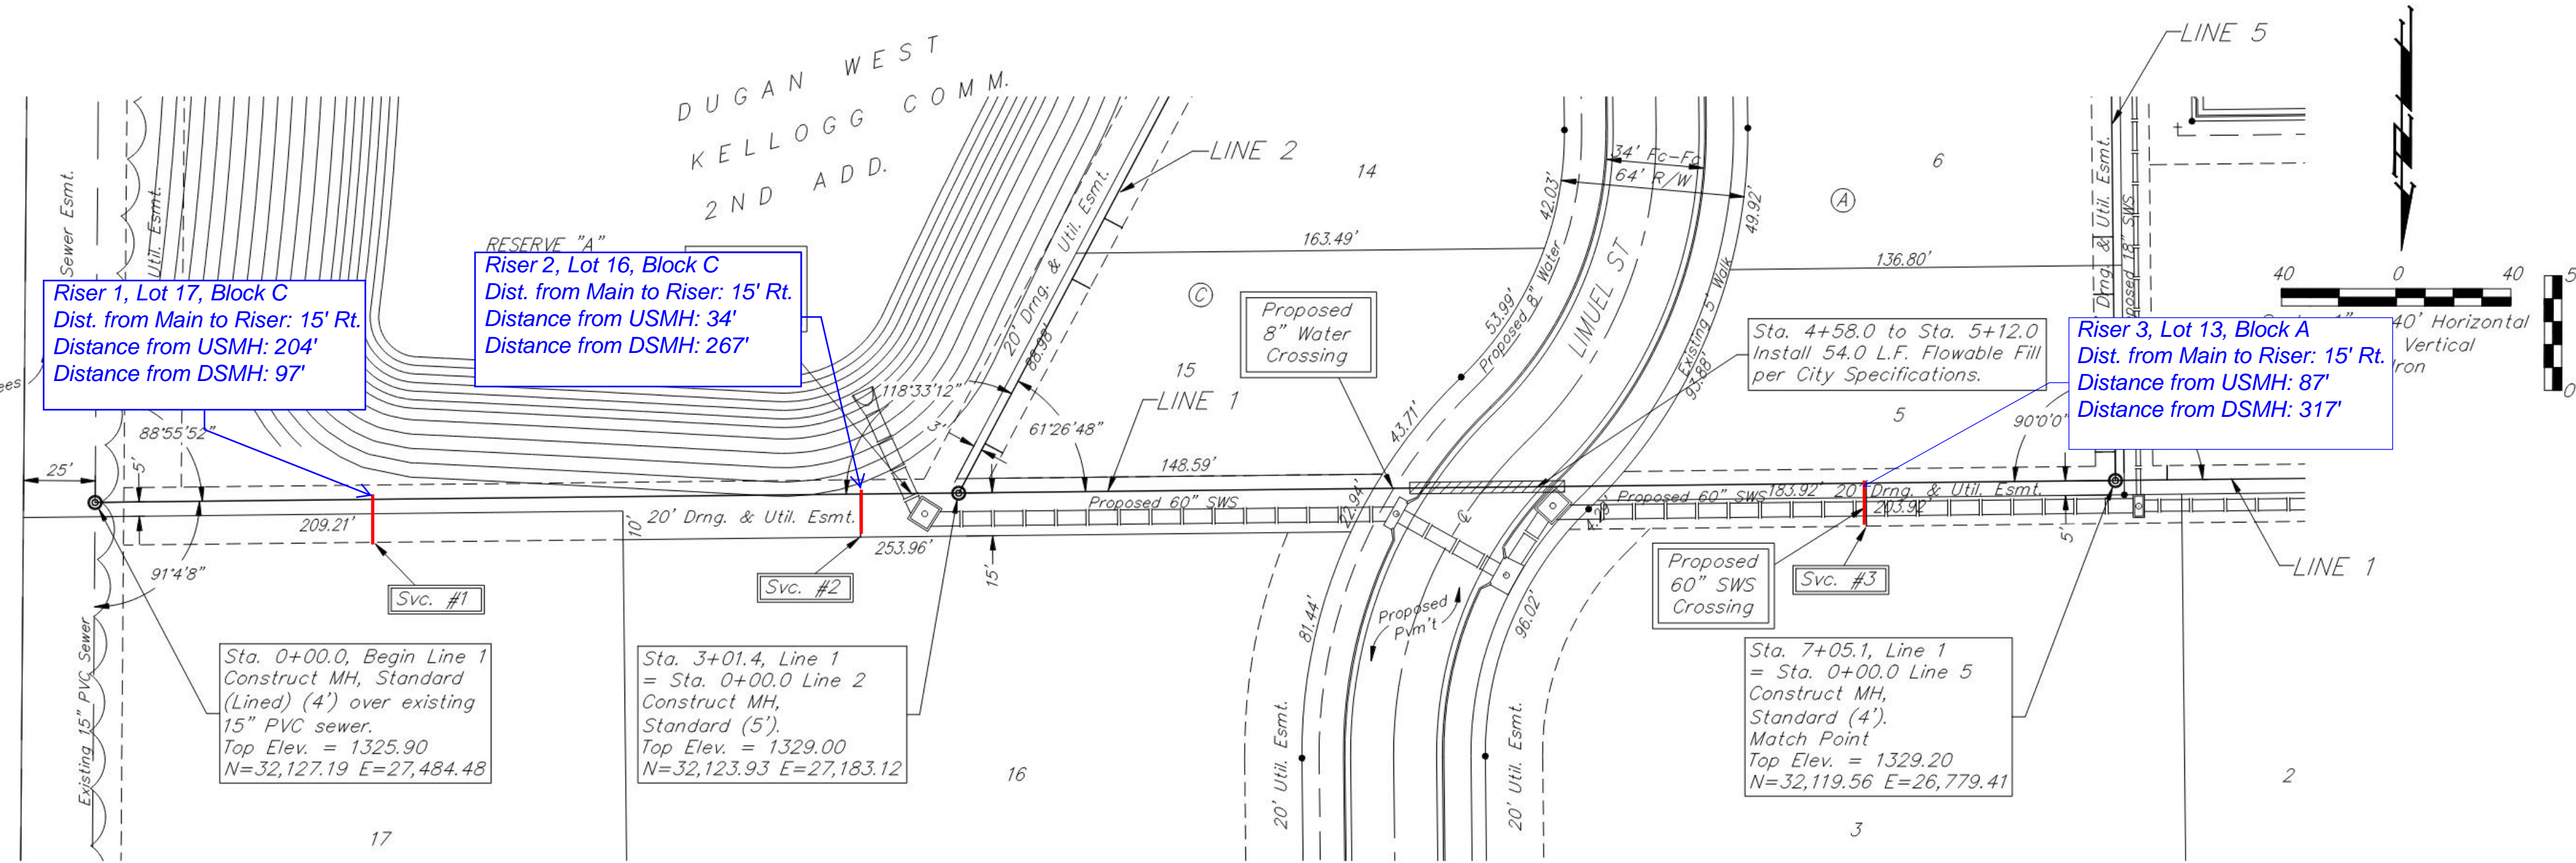 LINE 5
DUGAN WEST
KELLOGG COMM.
2ND ADD.
LINE 2
14
34' Fc-Fc
64' R/W
6
A
Sewer Esmt.
Util. Esmt.
20' Drng. & Util. Esmt.
88.98'
42.03'
49.92'
Drng. & Util. Esmt.
18" SWS
RESERVE "A"
163.49'
136.80'
LIMUEL ST
C
53.99'
Proposed 8" Water
Existing 5' Walk
93.88'
40 0 40
40' Horizontal
Vertical
Riser 1, Lot 17, Block C
Dist. from Main to Riser: 15' Rt.
Distance from USMH: 204'
Distance from DSMH: 97'
Riser 2, Lot 16, Block C
Dist. from Main to Riser: 15' Rt.
Distance from USMH: 34'
Distance from DSMH: 267'
Proposed
8" Water
Crossing
Sta. 4+58.0 to Sta. 5+12.0
Install 54.0 L.F. Flowable Fill
per City Specifications.
Riser 3, Lot 13, Block A
Dist. from Main to Riser: 15' Rt.
Distance from USMH: 87'
Distance from DSMH: 317'
15
LINE 1
5
118°33'12"
61°26'48"
3'
43.71'
90°0'0"
88°55'52"
25'
5'
148.59'
Proposed 60" SWS
22.94'
Proposed 60" SWS
183.92'
20' Drng. & Util. Esmt.
203.92'
209.21'
10'
20' Drng. & Util. Esmt.
253.96'
15'
℄
5'
91°4'8"
Svc. #1
Svc. #2
Svc. #3
Proposed
60" SWS
Crossing
LINE 1
81.44'
Proposed
Pvm't
96.02'
Existing 15" PVC Sewer
Sta. 0+00.0, Begin Line 1
Construct MH, Standard
(Lined) (4') over existing
15" PVC sewer.
Top Elev. = 1325.90
N=32,127.19 E=27,484.48
Sta. 3+01.4, Line 1
= Sta. 0+00.0 Line 2
Construct MH,
Standard (5').
Top Elev. = 1329.00
N=32,123.93 E=27,183.12
Sta. 7+05.1, Line 1
= Sta. 0+00.0 Line 5
Construct MH,
Standard (4').
Match Point
Top Elev. = 1329.20
N=32,119.56 E=26,779.41
20' Util. Esmt.
20' Util. Esmt.
17
16
3
2